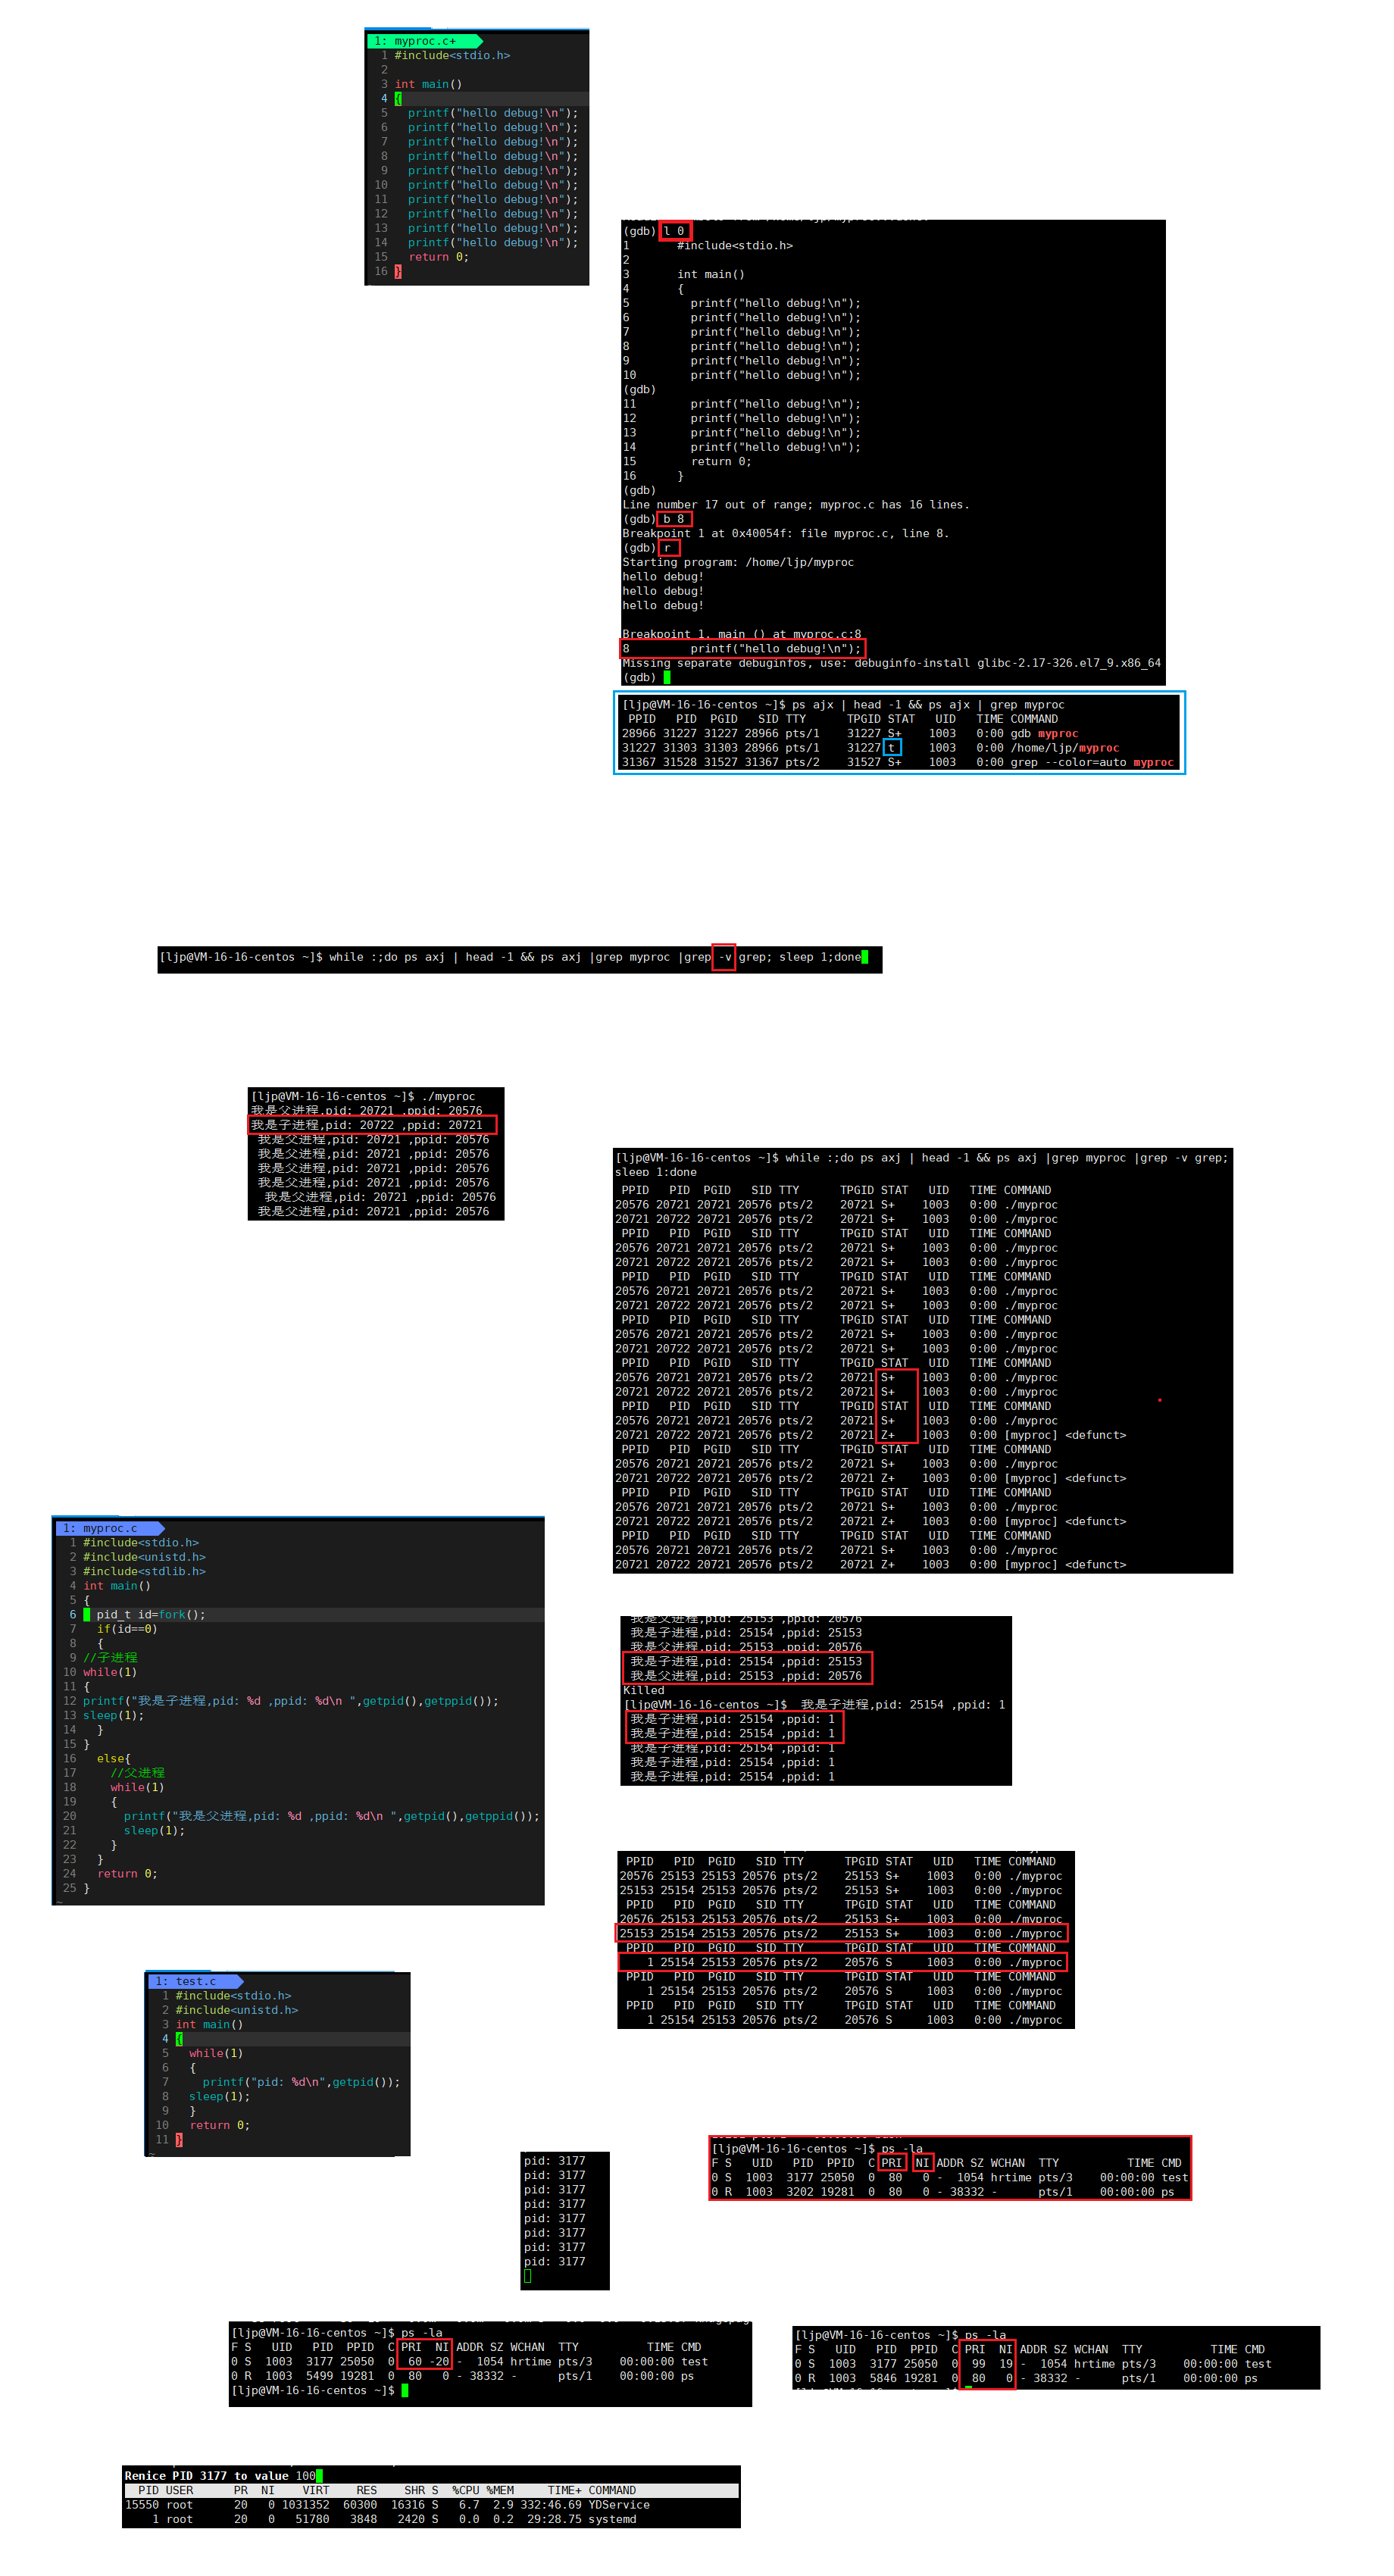 1: myproc.c+
1 #include<stdio.h>
2
3 int main()
4 {
5   printf("hello debug!\n");
6   printf("hello debug!\n");
7   printf("hello debug!\n");
8   printf("hello debug!\n");
9   printf("hello debug!\n");
10   printf("hello debug!\n");
11   printf("hello debug!\n");
12   printf("hello debug!\n");
13   printf("hello debug!\n");
14   printf("hello debug!\n");
15   return 0;
16 }
(gdb) l 0
1       #include<stdio.h>
2
3       int main()
4       {
5         printf("hello debug!\n");
6         printf("hello debug!\n");
7         printf("hello debug!\n");
8         printf("hello debug!\n");
9         printf("hello debug!\n");
10        printf("hello debug!\n");
(gdb)
11        printf("hello debug!\n");
12        printf("hello debug!\n");
13        printf("hello debug!\n");
14        printf("hello debug!\n");
15        return 0;
16      }
(gdb)
Line number 17 out of range; myproc.c has 16 lines.
(gdb) b 8
Breakpoint 1 at 0x40054f: file myproc.c, line 8.
(gdb) r
Starting program: /home/ljp/myproc
hello debug!
hello debug!
hello debug!
Breakpoint 1, main () at myproc.c:8
8         printf("hello debug!\n");
Missing separate debuginfos, use: debuginfo-install glibc-2.17-326.el7_9.x86_64
(gdb)
[ljp@VM-16-16-centos ~]$ ps ajx | head -1 && ps ajx | grep myproc
PPID   PID  PGID   SID TTY      TPGID STAT   UID   TIME COMMAND
28966 31227 31227 28966 pts/1    31227 S+    1003   0:00 gdb myproc
31227 31303 31303 28966 pts/1    31227 t     1003   0:00 /home/ljp/myproc
31367 31528 31527 31367 pts/2    31527 S+    1003   0:00 grep --color=auto myproc
[ljp@VM-16-16-centos ~]$ while :;do ps axj | head -1 && ps axj |grep myproc |grep -v grep; sleep 1;done
[ljp@VM-16-16-centos ~]$ ./myproc
我是父进程,pid: 20721 ,ppid: 20576
我是子进程,pid: 20722 ,ppid: 20721
我是父进程,pid: 20721 ,ppid: 20576
我是父进程,pid: 20721 ,ppid: 20576
我是父进程,pid: 20721 ,ppid: 20576
我是父进程,pid: 20721 ,ppid: 20576
我是父进程,pid: 20721 ,ppid: 20576
我是父进程,pid: 20721 ,ppid: 20576
[ljp@VM-16-16-centos ~]$ while :;do ps axj | head -1 && ps axj |grep myproc |grep -v grep;
sleep 1;done
PPID   PID  PGID   SID TTY      TPGID STAT   UID   TIME COMMAND
20576 20721 20721 20576 pts/2    20721 S+    1003   0:00 ./myproc
20721 20722 20721 20576 pts/2    20721 S+    1003   0:00 ./myproc
PPID   PID  PGID   SID TTY      TPGID STAT   UID   TIME COMMAND
20576 20721 20721 20576 pts/2    20721 S+    1003   0:00 ./myproc
20721 20722 20721 20576 pts/2    20721 S+    1003   0:00 ./myproc
PPID   PID  PGID   SID TTY      TPGID STAT   UID   TIME COMMAND
20576 20721 20721 20576 pts/2    20721 S+    1003   0:00 ./myproc
20721 20722 20721 20576 pts/2    20721 S+    1003   0:00 ./myproc
PPID   PID  PGID   SID TTY      TPGID STAT   UID   TIME COMMAND
20576 20721 20721 20576 pts/2    20721 S+    1003   0:00 ./myproc
20721 20722 20721 20576 pts/2    20721 S+    1003   0:00 ./myproc
PPID   PID  PGID   SID TTY      TPGID STAT   UID   TIME COMMAND
20576 20721 20721 20576 pts/2    20721 S+    1003   0:00 ./myproc
20721 20722 20721 20576 pts/2    20721 S+    1003   0:00 ./myproc
PPID   PID  PGID   SID TTY      TPGID STAT   UID   TIME COMMAND
20576 20721 20721 20576 pts/2    20721 S+    1003   0:00 ./myproc
20721 20722 20721 20576 pts/2    20721 Z+    1003   0:00 [myproc] <defunct>
PPID   PID  PGID   SID TTY      TPGID STAT   UID   TIME COMMAND
20576 20721 20721 20576 pts/2    20721 S+    1003   0:00 ./myproc
20721 20722 20721 20576 pts/2    20721 Z+    1003   0:00 [myproc] <defunct>
PPID   PID  PGID   SID TTY      TPGID STAT   UID   TIME COMMAND
20576 20721 20721 20576 pts/2    20721 S+    1003   0:00 ./myproc
20721 20722 20721 20576 pts/2    20721 Z+    1003   0:00 [myproc] <defunct>
PPID   PID  PGID   SID TTY      TPGID STAT   UID   TIME COMMAND
20576 20721 20721 20576 pts/2    20721 S+    1003   0:00 ./myproc
20721 20722 20721 20576 pts/2    20721 Z+    1003   0:00 [myproc] <defunct>
1: myproc.c
1 #include<stdio.h>
2 #include<unistd.h>
3 #include<stdlib.h>
4 int main()
5 {
6   pid_t id=fork();
7   if(id==0)
8   {
9 //子进程
10 while(1)
11 {
12 printf("我是子进程,pid: %d ,ppid: %d\n ",getpid(),getppid());
13 sleep(1);
14   }
15 }
16   else{
17     //父进程
18     while(1)
19     {
20       printf("我是父进程,pid: %d ,ppid: %d\n ",getpid(),getppid());
21       sleep(1);
22     }
23   }
24   return 0;
25 }
~
我是父进程,pid: 25153 ,ppid: 20576
我是子进程,pid: 25154 ,ppid: 25153
我是父进程,pid: 25153 ,ppid: 20576
我是子进程,pid: 25154 ,ppid: 25153
我是父进程,pid: 25153 ,ppid: 20576
Killed
[ljp@VM-16-16-centos ~]$  我是子进程,pid: 25154 ,ppid: 1
我是子进程,pid: 25154 ,ppid: 1
我是子进程,pid: 25154 ,ppid: 1
我是子进程,pid: 25154 ,ppid: 1
我是子进程,pid: 25154 ,ppid: 1
我是子进程,pid: 25154 ,ppid: 1
PPID   PID  PGID   SID TTY      TPGID STAT   UID   TIME COMMAND
20576 25153 25153 20576 pts/2    25153 S+    1003   0:00 ./myproc
25153 25154 25153 20576 pts/2    25153 S+    1003   0:00 ./myproc
PPID   PID  PGID   SID TTY      TPGID STAT   UID   TIME COMMAND
20576 25153 25153 20576 pts/2    25153 S+    1003   0:00 ./myproc
25153 25154 25153 20576 pts/2    25153 S+    1003   0:00 ./myproc
PPID   PID  PGID   SID TTY      TPGID STAT   UID   TIME COMMAND
1 25154 25153 20576 pts/2    20576 S     1003   0:00 ./myproc
PPID   PID  PGID   SID TTY      TPGID STAT   UID   TIME COMMAND
1 25154 25153 20576 pts/2    20576 S     1003   0:00 ./myproc
PPID   PID  PGID   SID TTY      TPGID STAT   UID   TIME COMMAND
1 25154 25153 20576 pts/2    20576 S     1003   0:00 ./myproc
1: test.c
1 #include<stdio.h>
2 #include<unistd.h>
3 int main()
4 {
5   while(1)
6   {
7     printf("pid: %d\n",getpid());
8   sleep(1);
9   }
10   return 0;
11 }
~
pid: 3177
pid: 3177
pid: 3177
pid: 3177
pid: 3177
pid: 3177
pid: 3177
pid: 3177
[ljp@VM-16-16-centos ~]$ ps -la
F S   UID   PID  PPID  C PRI  NI ADDR SZ WCHAN  TTY          TIME CMD
0 S  1003  3177 25050  0  80   0 -  1054 hrtime pts/3    00:00:00 test
0 R  1003  3202 19281  0  80   0 - 38332 -      pts/1    00:00:00 ps
[ljp@VM-16-16-centos ~]$ ps -la
F S   UID   PID  PPID  C PRI  NI ADDR SZ WCHAN  TTY          TIME CMD
0 S  1003  3177 25050  0  60 -20 -  1054 hrtime pts/3    00:00:00 test
0 R  1003  5499 19281  0  80   0 - 38332 -      pts/1    00:00:00 ps
[ljp@VM-16-16-centos ~]$
[ljp@VM-16-16-centos ~]$ ps -la
F S   UID   PID  PPID  C PRI  NI ADDR SZ WCHAN  TTY          TIME CMD
0 S  1003  3177 25050  0  99  19 -  1054 hrtime pts/3    00:00:00 test
0 R  1003  5846 19281  0  80   0 - 38332 -      pts/1    00:00:00 ps
Renice PID 3177 to value 100
PID USER      PR  NI    VIRT    RES    SHR S  %CPU %MEM     TIME+ COMMAND
15550 root      20   0 1031352  60300  16316 S   6.7  2.9 332:46.69 YDService
1 root      20   0   51780   3848   2420 S   0.0  0.2  29:28.75 systemd